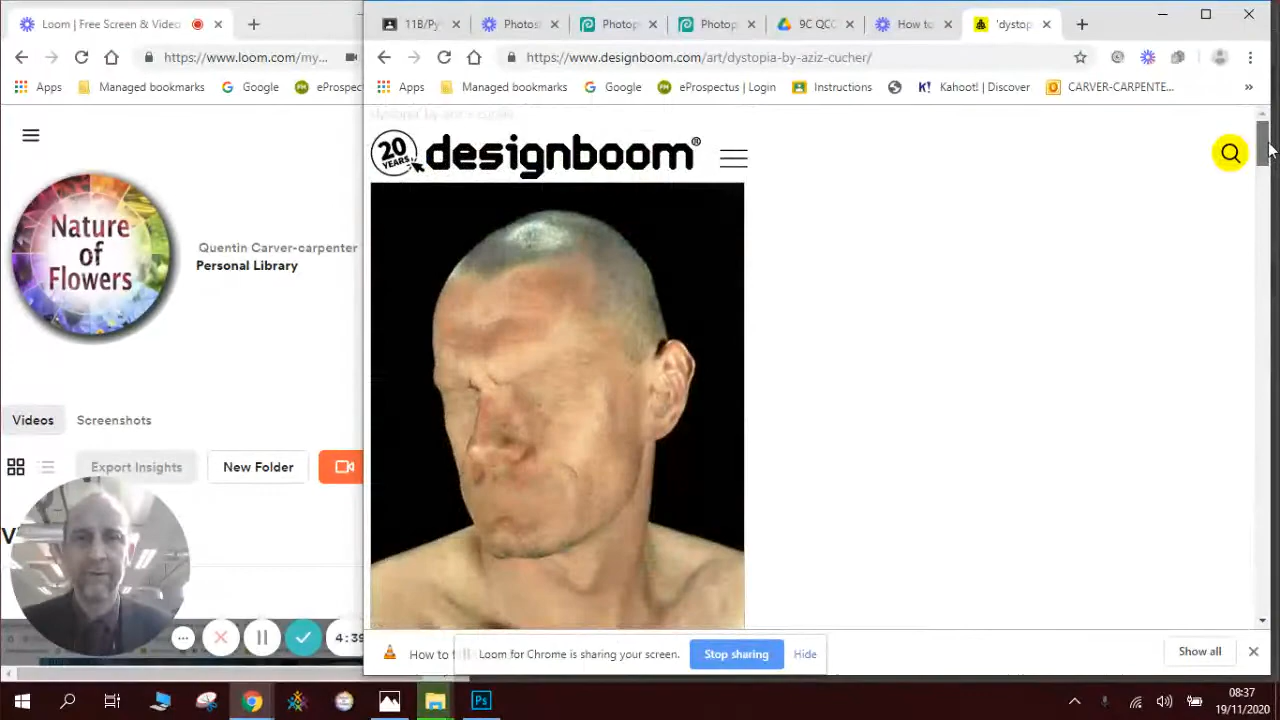 Loom | Free Screen & Video
11B/Py
Photos
Photop
Photop
9C QCC
How to
'dystop
https://www.loom.com/my...
https://www.designboom.com/art/dystopia-by-aziz-cucher/
Apps
Managed bookmarks
Google
eProspectus
Apps
Managed bookmarks
Google
eProspectus | Login
Instructions
Kahoot! | Discover
CARVER-CARPENTE...
»
20
YEARS
designboom®
Nature
of
Flowers
Quentin Carver-carpenter
Personal Library
Videos
Screenshots
Export Insights
New Folder
V
4:39
How to
Loom for Chrome is sharing your screen.
Stop sharing
Hide
Show all
Ps
08:37
19/11/2020